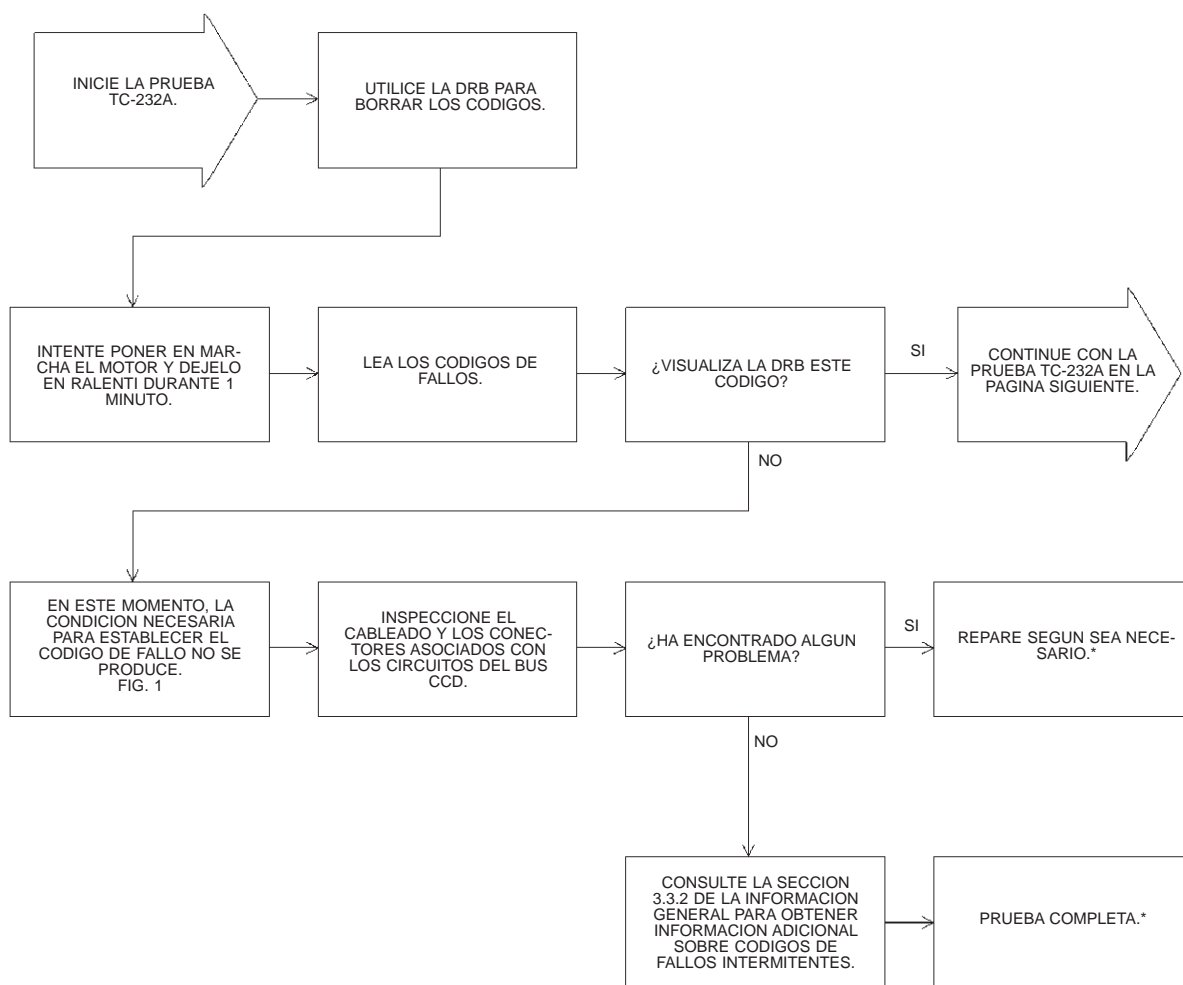 INICIE LA PRUEBA
TC-232A.
UTILICE LA DRB PARA
BORRAR LOS CODIGOS.
INTENTE PONER EN MAR-
CHA EL MOTOR Y DEJELO
EN RALENTI DURANTE 1
MINUTO.
LEA LOS CODIGOS DE
FALLOS.
¿VISUALIZA LA DRB ESTE
CODIGO?
SI
CONTINUE CON LA
PRUEBA TC-232A EN LA
PAGINA SIGUIENTE.
NO
EN ESTE MOMENTO, LA
CONDICION NECESARIA
PARA ESTABLECER EL
CODIGO DE FALLO NO SE
PRODUCE.
FIG. 1
INSPECCIONE EL
CABLEADO Y LOS CONEC-
TORES ASOCIADOS CON
LOS CIRCUITOS DEL BUS
CCD.
¿HA ENCONTRADO ALGUN
PROBLEMA?
SI
REPARE SEGUN SEA NECE-
SARIO.*
NO
CONSULTE LA SECCION
3.3.2 DE LA INFORMACION
GENERAL PARA OBTENER
INFORMACION ADICIONAL
SOBRE CODIGOS DE
FALLOS INTERMITENTES.
PRUEBA COMPLETA.*